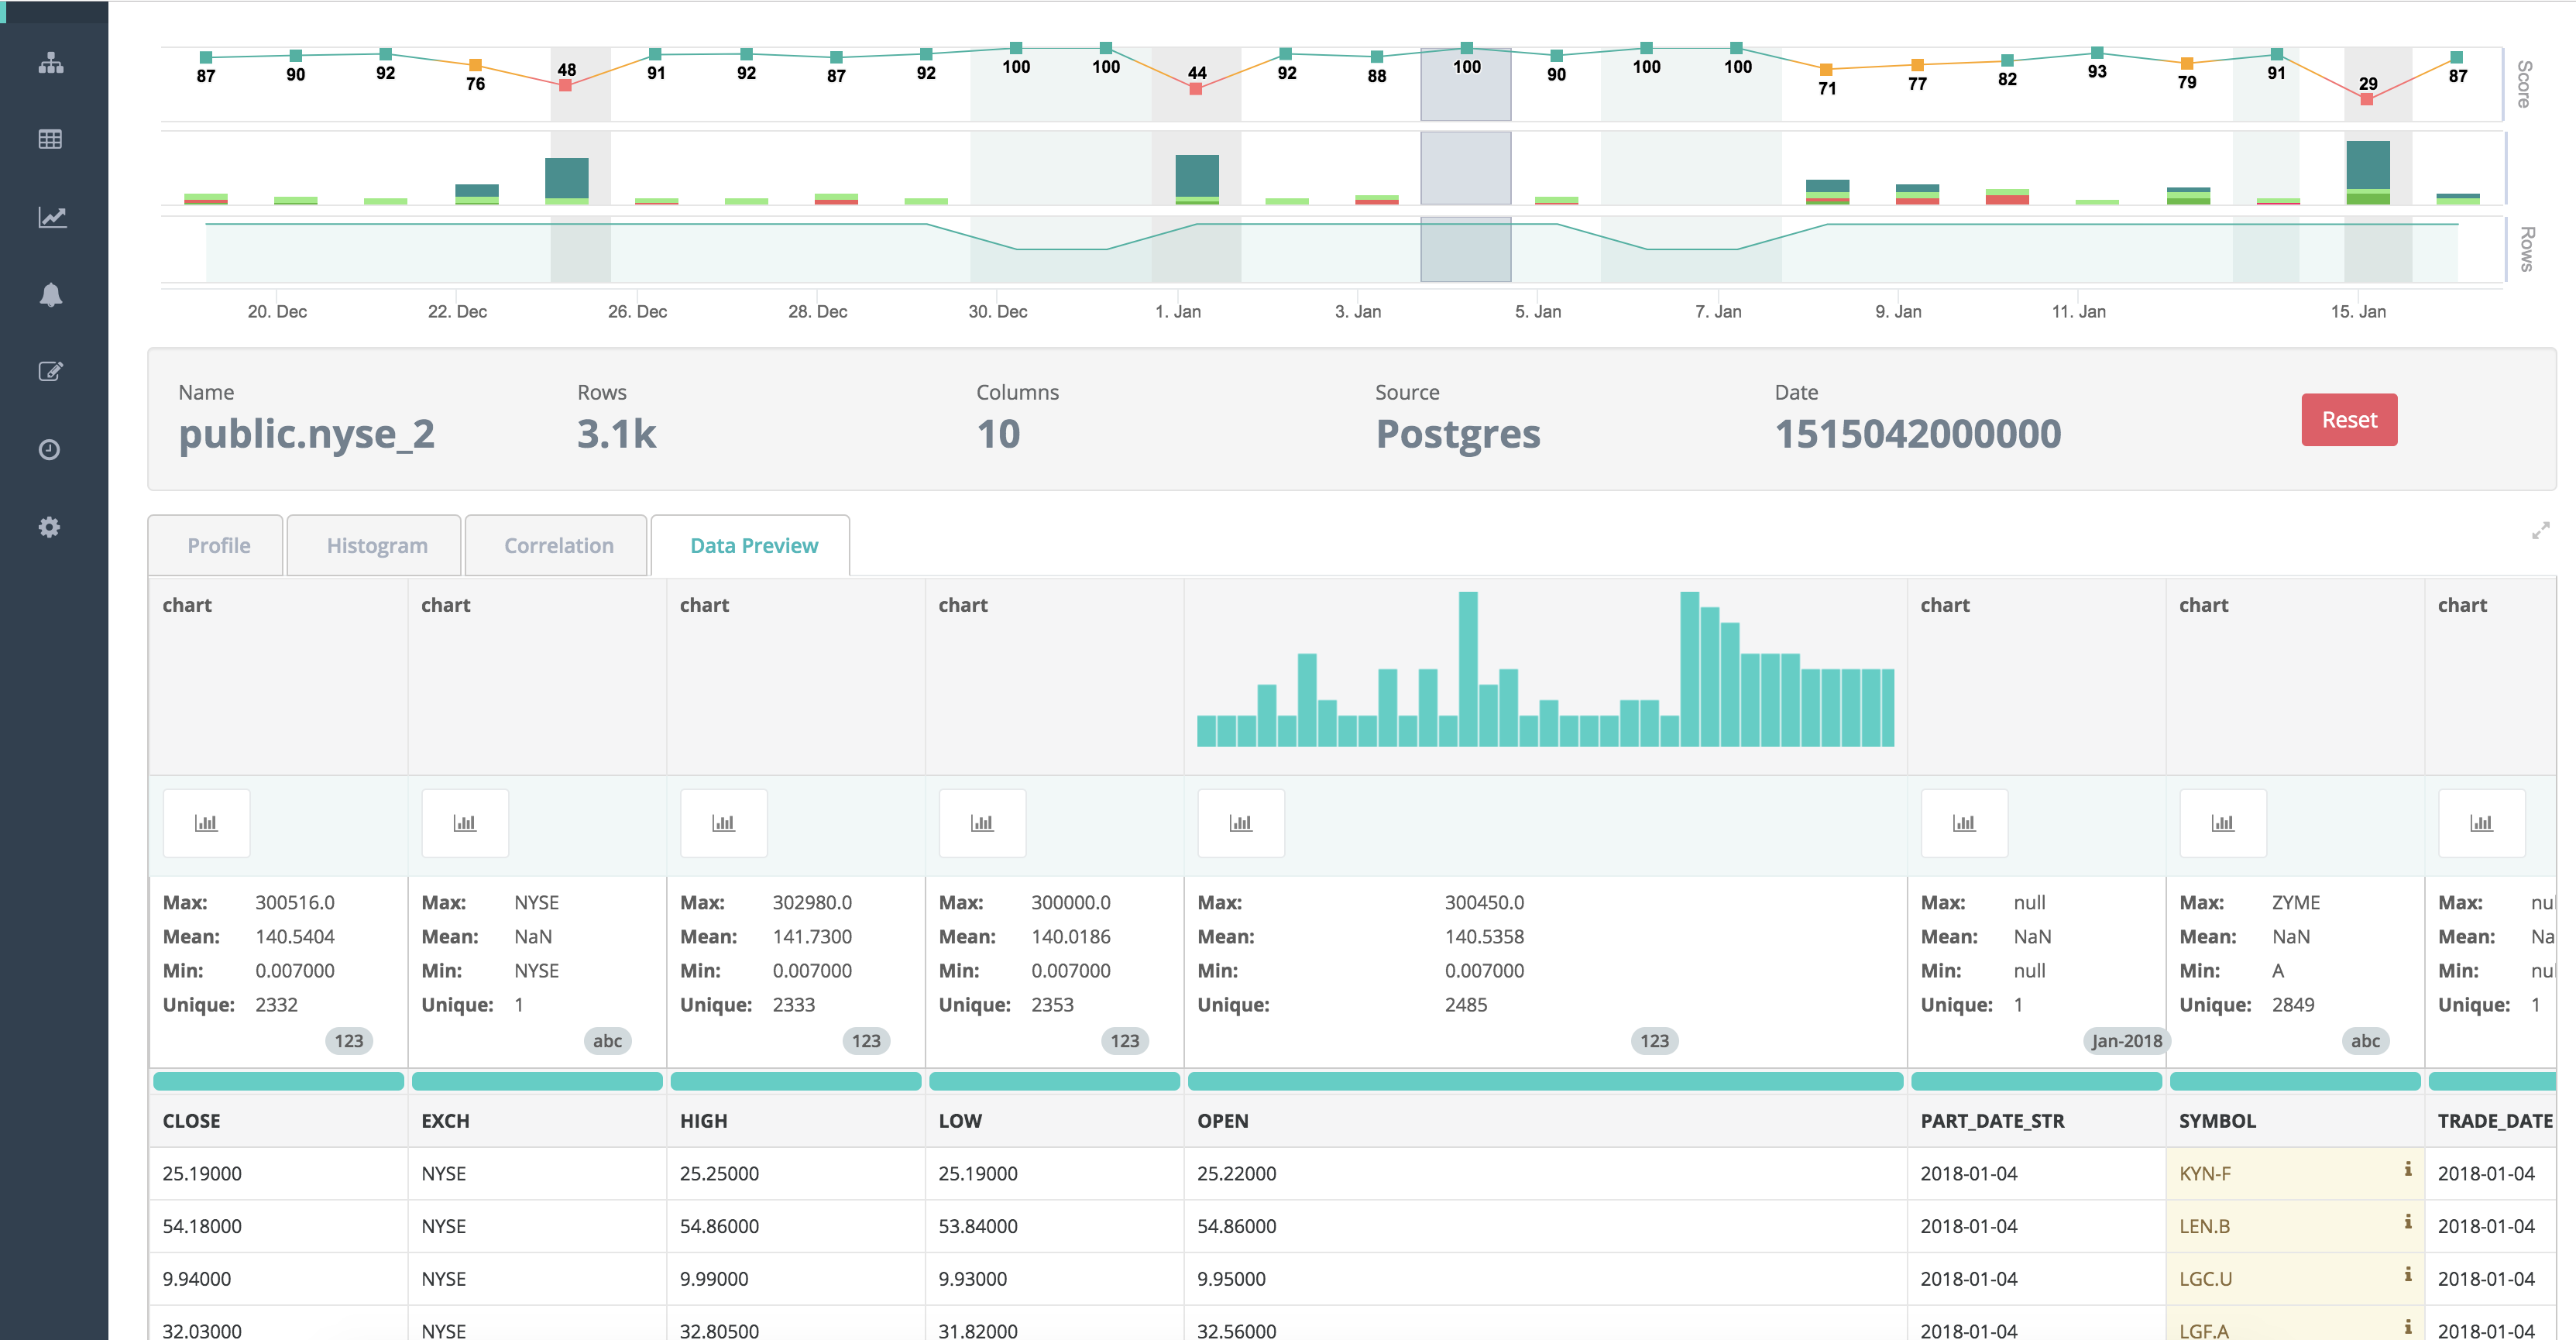 87 90 92 76 48 91 92 87 92 100 100 44 92 88 100 90 100 100 71 77 82 93 79 91 29 87
Score
Rows
20. Dec 22. Dec 26. Dec 28. Dec 30. Dec 1. Jan 3. Jan 5. Jan 7. Jan 9. Jan 11. Jan 15. Jan
Name Rows Columns Source Date
public.nyse_2 3.1k 10 Postgres 1515042000000 Reset
Profile Histogram Correlation Data Preview
chart chart chart chart chart chart chart
Max: 300516.0 Max: NYSE Max: 302980.0 Max: 300000.0 Max: 300450.0 Max: null Max: ZYME Max: nul
Mean: 140.5404 Mean: NaN Mean: 141.7300 Mean: 140.0186 Mean: 140.5358 Mean: NaN Mean: NaN Mean: Na
Min: 0.007000 Min: NYSE Min: 0.007000 Min: 0.007000 Min: 0.007000 Min: null Min: A Min: nul
Unique: 2332 Unique: 1 Unique: 2333 Unique: 2353 Unique: 2485 Unique: 1 Unique: 2849 Unique: 1
123 abc 123 123 123 Jan-2018 abc
CLOSE EXCH HIGH LOW OPEN PART_DATE_STR SYMBOL TRADE_DATE
25.19000 NYSE 25.25000 25.19000 25.22000 2018-01-04 KYN-F 2018-01-04
54.18000 NYSE 54.86000 53.84000 54.86000 2018-01-04 LEN.B 2018-01-04
9.94000 NYSE 9.99000 9.93000 9.95000 2018-01-04 LGC.U 2018-01-04
32.03000 NYSE 32.80500 31.82000 32.56000 2018-01-04 LGF.A 2018-01-04